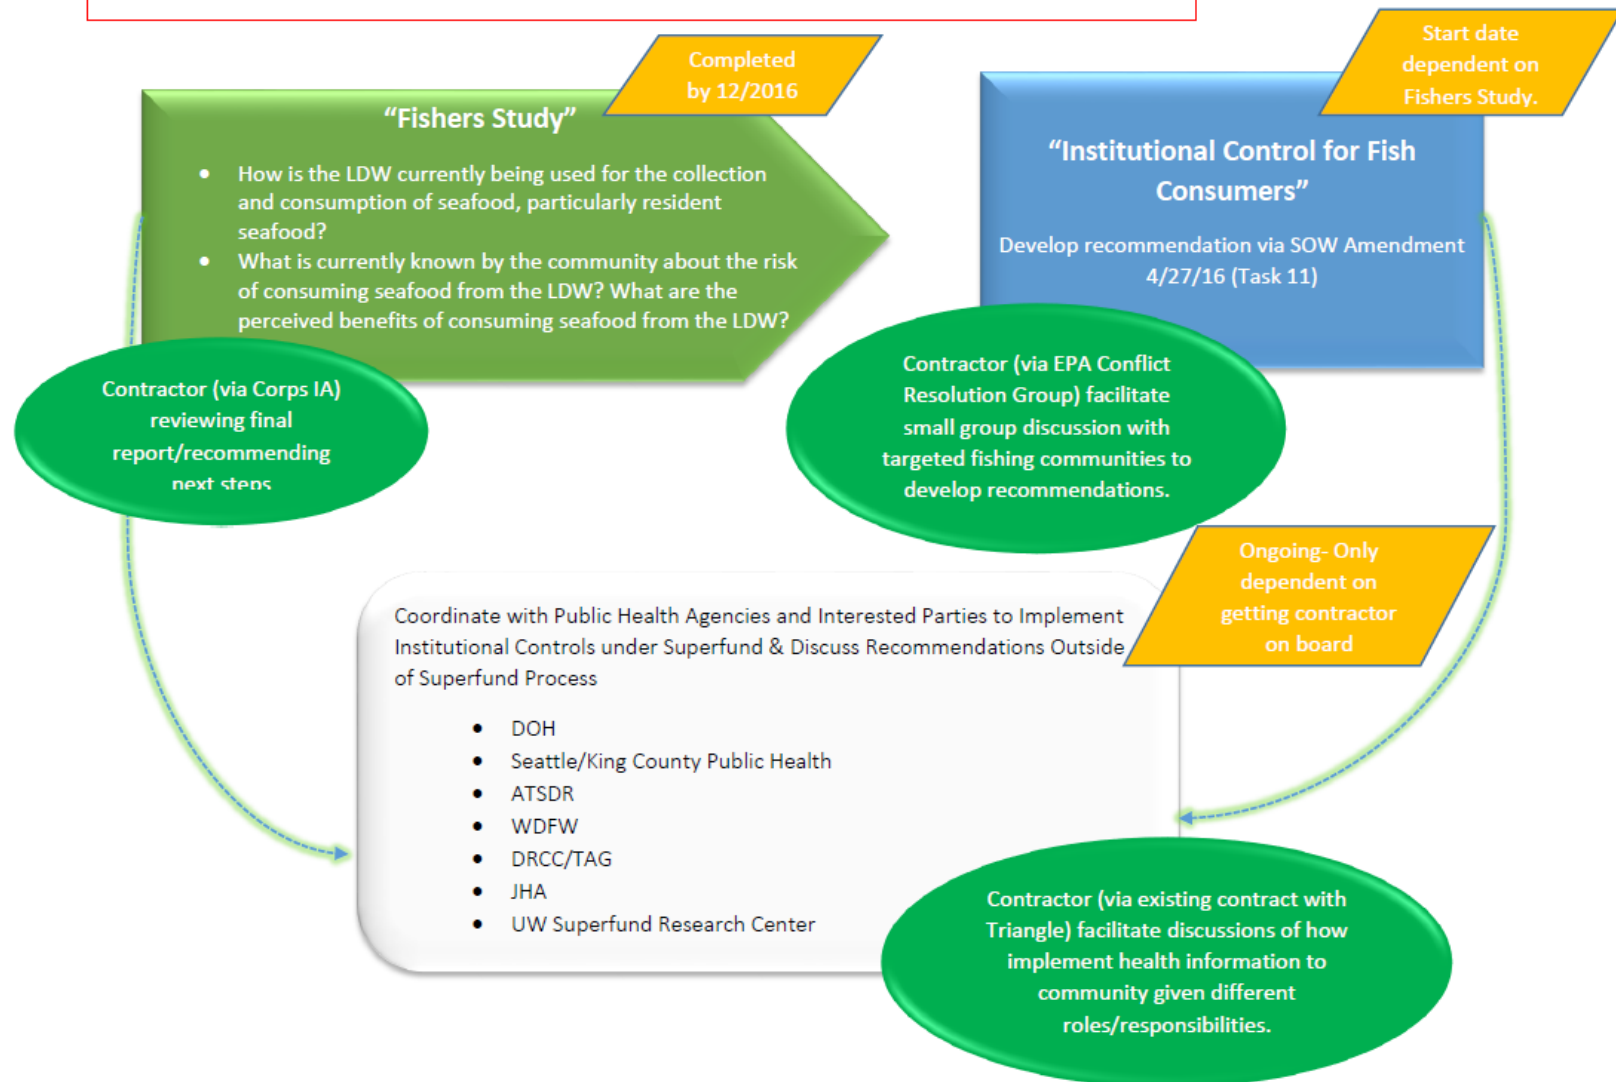 Completed
by 12/2016
“Fishers Study”
• How is the LDW currently being used for the collection
and consumption of seafood, particularly resident
seafood?
• What is currently known by the community about the risk
of consuming seafood from the LDW? What are the
perceived benefits of consuming seafood from the LDW?
Contractor (via Corps IA)
reviewing final
report/recommending
next steps
Start date
dependent on
Fishers Study.
“Institutional Control for Fish
Consumers”
Develop recommendation via SOW Amendment
4/27/16 (Task 11)
Contractor (via EPA Conflict
Resolution Group) facilitate
small group discussion with
targeted fishing communities to
develop recommendations.
Ongoing- Only
dependent on
getting contractor
on board
Coordinate with Public Health Agencies and Interested Parties to Implement
Institutional Controls under Superfund & Discuss Recommendations Outside
of Superfund Process
• DOH
• Seattle/King County Public Health
• ATSDR
• WDFW
• DRCC/TAG
• JHA
• UW Superfund Research Center
Contractor (via existing contract with
Triangle) facilitate discussions of how
implement health information to
community given different
roles/responsibilities.